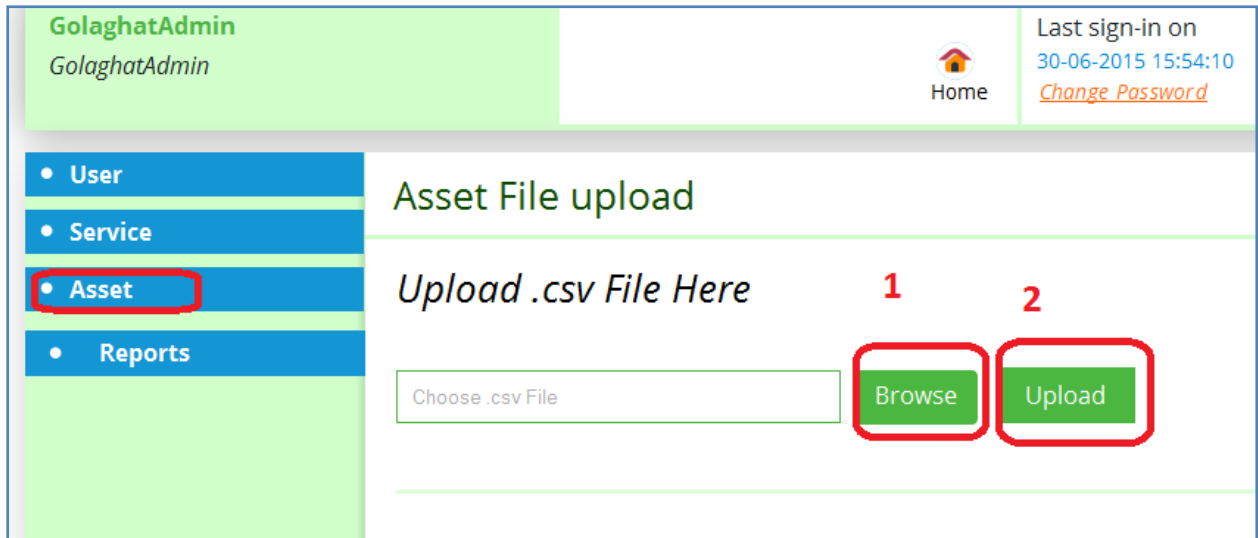 GolaghatAdmin
GolaghatAdmin
Home
Last sign-in on
30-06-2015 15:54:10
Change Password
User
Service
Asset
Reports
Asset File upload
Upload .csv File Here
1
2
Choose .csv File
Browse
Upload